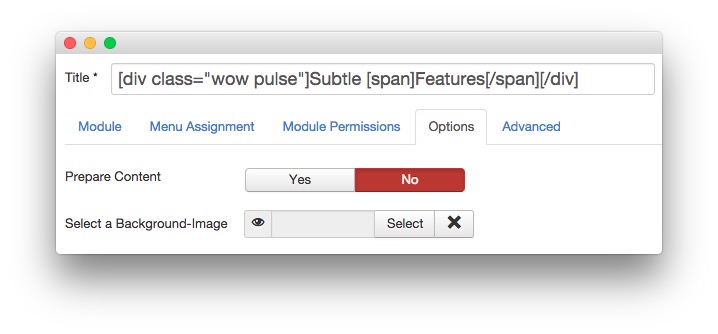 Title * [div class="wow pulse"]Subtle [span]Features[/span][/div]
Module Menu Assignment Module Permissions Options Advanced
Prepare Content Yes No
Select a Background-Image Select